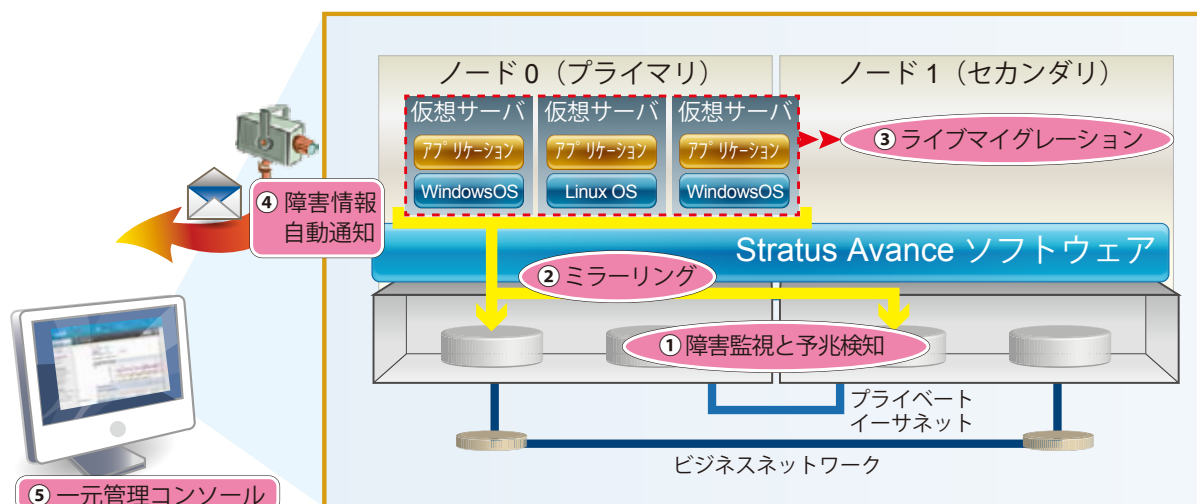 ノード 0（プライマリ）
ノード 1（セカンダリ）
仮想サーバ 仮想サーバ 仮想サーバ
アプリケーション アプリケーション アプリケーション
WindowsOS Linux OS WindowsOS
③ ライブマイグレーション
④ 障害情報
自動通知
Stratus Avance ソフトウェア
② ミラーリング
① 障害監視と予兆検知
プライベート
イーサネット
ビジネスネットワーク
⑤ 一元管理コンソール